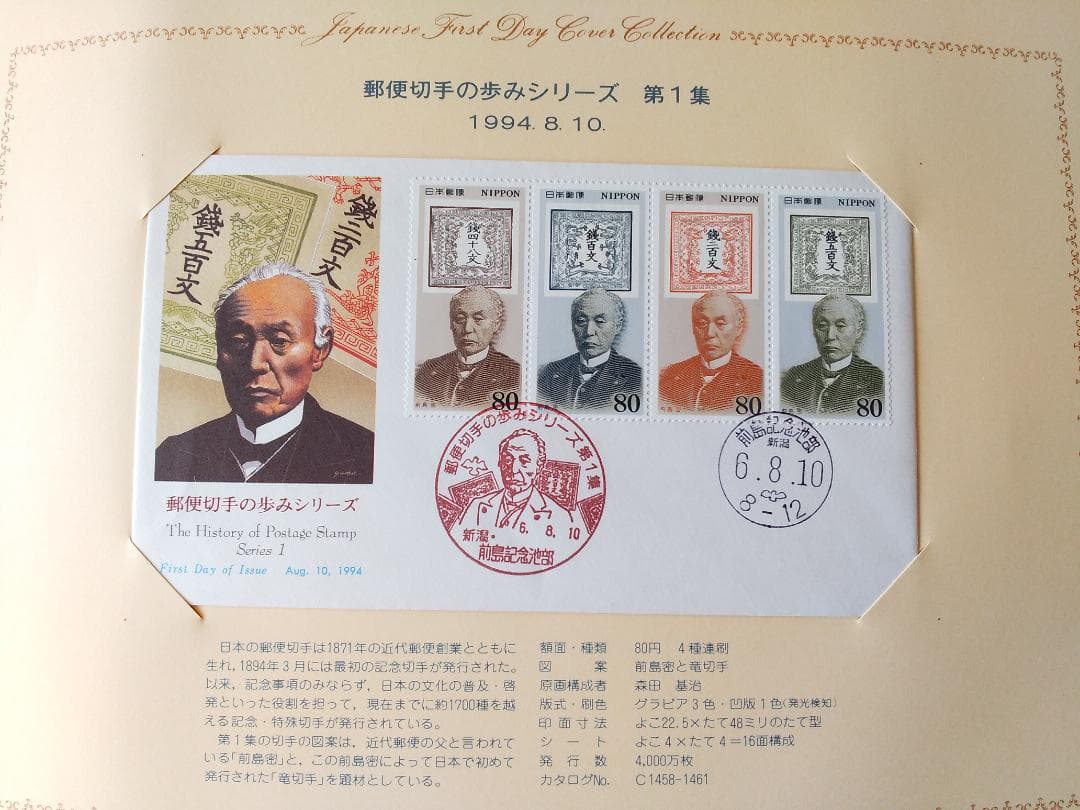 Japanese First Day Cover Collection
郵便切手の歩みシリーズ 第1集
1994. 8. 10.
錢五百文
錢二百文
日本郵便 NIPPON
錢四十八文
80
日本郵便 NIPPON
錢百文
80
日本郵便 NIPPON
錢二百文
80
日本郵便 NIPPON
錢五百文
80
郵便切手の歩みシリーズ
The History of Postage Stamp
Series 1
First Day of Issue Aug. 10, 1994
郵便切手の歩みシリーズ第1集
6. 8. 10
新潟・
前島記念池部
前島記念池部
新潟
6.8.10
8-12
日本の郵便切手は1871年の近代郵便創業とともに
生れ,1894年3月には最初の記念切手が発行された。
以来,記念事項のみならず,日本の文化の普及・啓
発といった役割を担って,現在までに約1700種を越
える記念・特殊切手が発行されている。
第1集の切手の図案は,近代郵便の父と言われて
いる「前島密」と,この前島密によって日本で初めて
発行された「竜切手」を題材としている。
額面・種類 80円 4種連刷
図案 前島密と竜切手
原画構成者 森田 基治
版式・刷色 グラビア3色・凹版1色(発光検知)
印面寸法 よこ22.5×たて48ミリのたて型
シート よこ4×たて4=16面構成
発行数 4,000万枚
カタログNo. C1458-1461